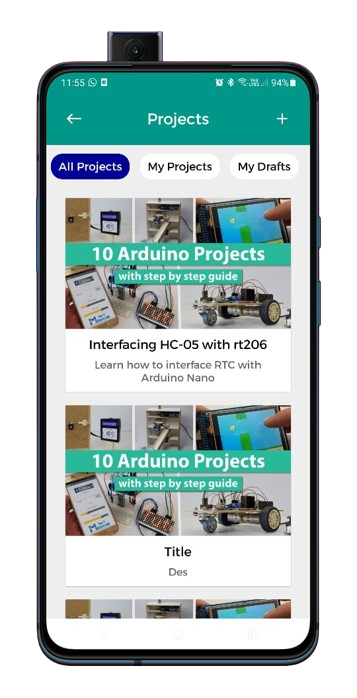 11:55 94%
Projects
All Projects My Projects My Drafts
10 Arduino Projects
with step by step guide
Interfacing HC-05 with rt206
Learn how to interface RTC with
Arduino Nano
10 Arduino Projects
with step by step guide
Title
Des